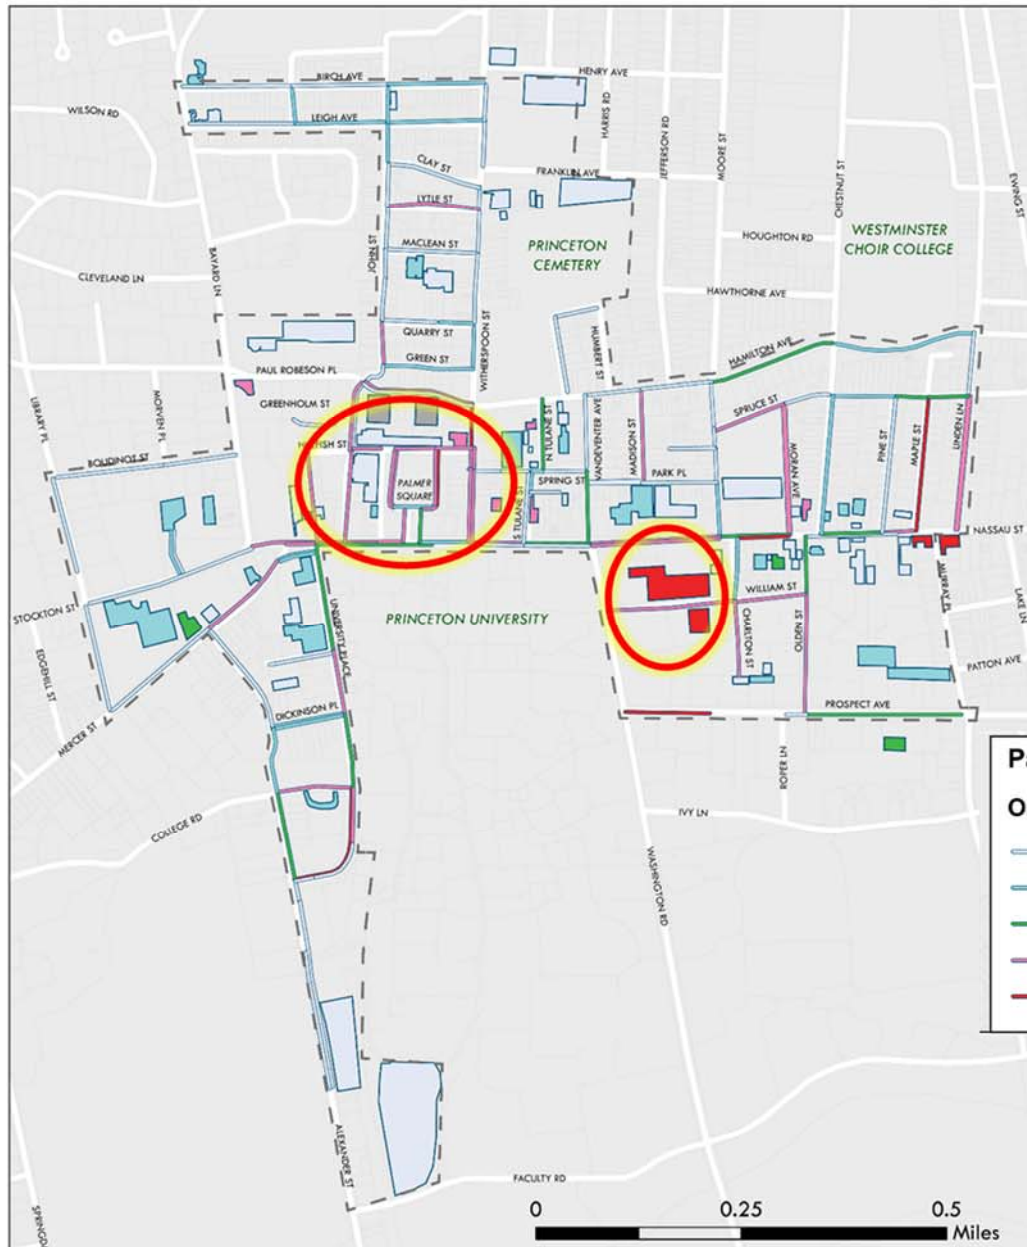 HENRY AVE
BIRCH AVE
WILSON RD
LEIGH AVE
HARRIS RD
JEFFERSON RD
MOORE ST
CHESTNUT ST
EWING ST
CLAY ST
FRANKLIN AVE
LYTLE ST
WESTMINSTER
CHOIR COLLEGE
HOUGHTON RD
PRINCETON
CEMETERY
MACLEAN ST
JOHN ST
BAYARD LN
CLEVELAND LN
HAWTHORNE AVE
WITHERSPOON ST
QUARRY ST
HAMILTON AVE
HUMBERT ST
GREEN ST
PAUL ROBESON PL
GREENHOLM ST
LIBRARY PL
MORVEN PL
SPRUCE ST
LINDEN LN
N TULANE ST
VANDEVENTER AVE
MADISON ST
MORAN AVE
PINE ST
MAPLE ST
BOUDINOT ST
PARK PL
SPRING ST
PALMER
SQUARE
S TULANE ST
NASSAU ST
WILLIAM ST
MURRAY PL
LAKE LN
STOCKTON ST
PRINCETON UNIVERSITY
UNIVERSITY PLACE
CHARLTON ST
OLDEN ST
EDGEHILL ST
PATTON AVE
PROSPECT AVE
DICKINSON PL
MERCER ST
ROPER LN
COLLEGE RD
IVY LN
WASHINGTON RD
ALEXANDER ST
FACULTY RD
0 0.25 0.5
Miles